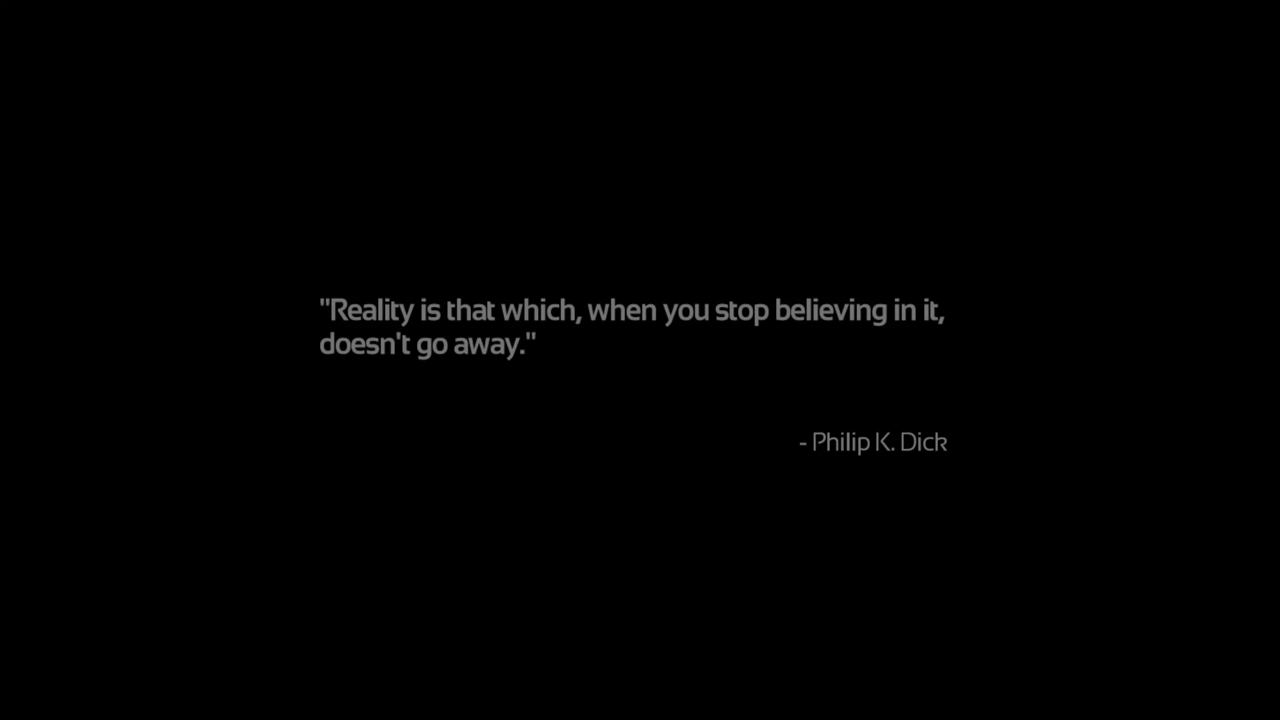 "Reality is that which, when you stop believing in it,
doesn't go away."
- Philip K. Dick